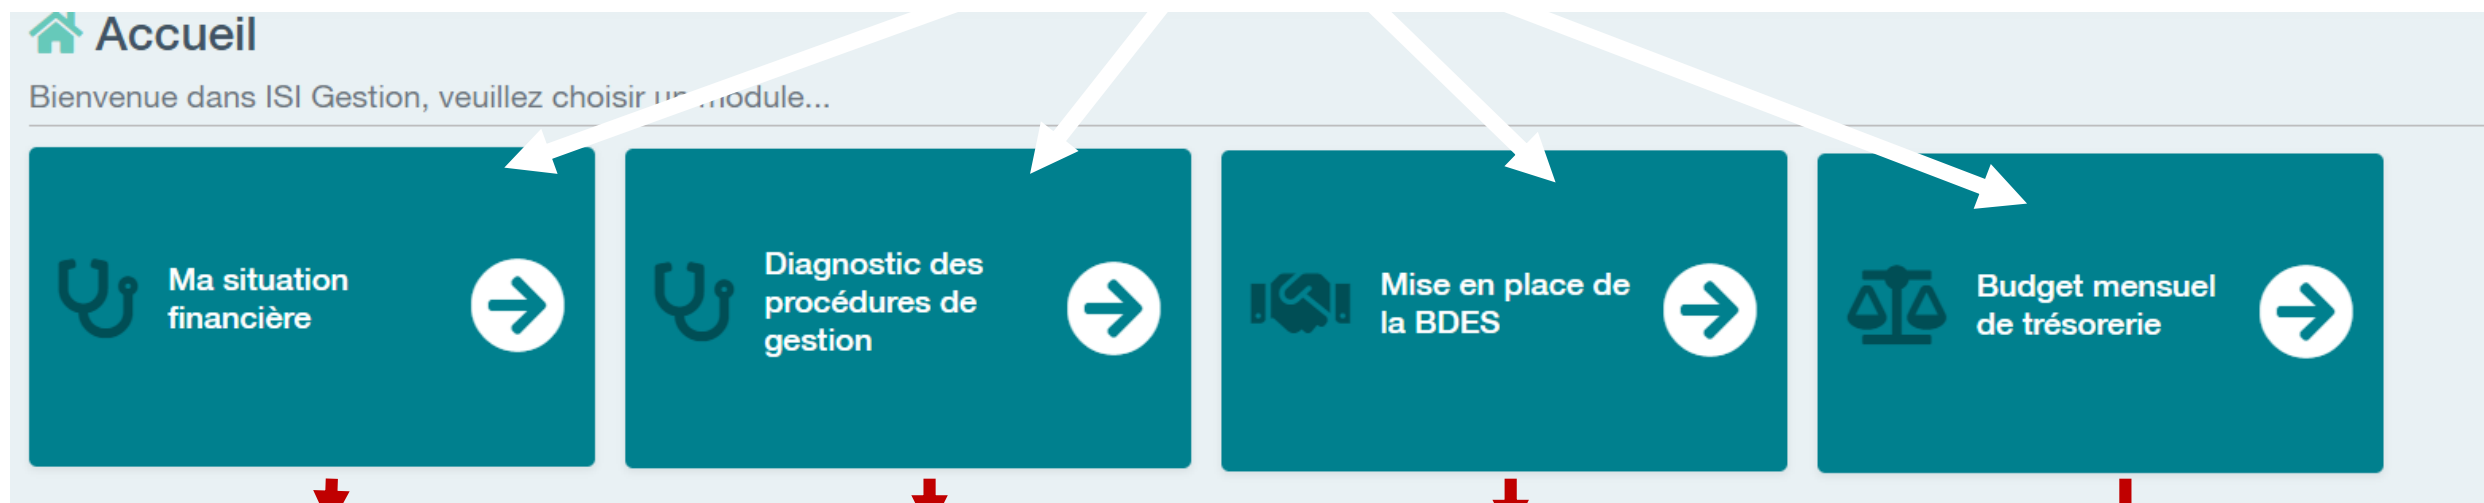 Accueil
Bienvenue dans ISI Gestion, veuillez choisir un module...
Ma situation
financière
Diagnostic des
procédures de
gestion
Mise en place de
la BDES
Budget mensuel
de trésorerie